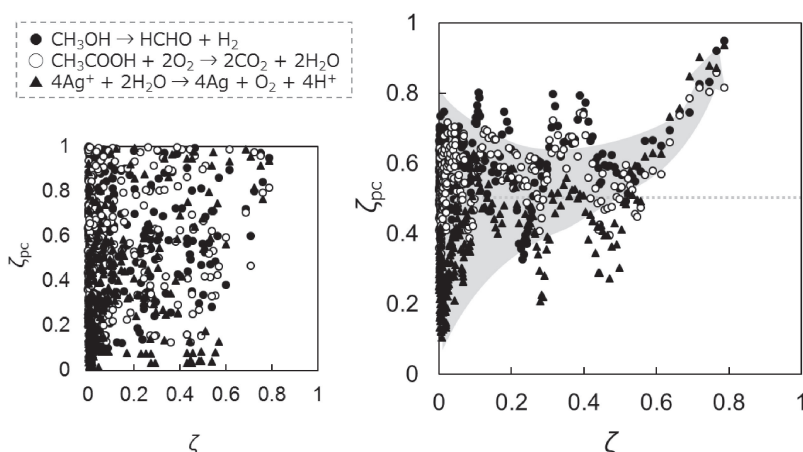 ● CH₃OH → HCHO + H₂
○ CH₃COOH + 2O₂ → 2CO₂ + 2H₂O
▲ 4Ag⁺ + 2H₂O → 4Ag + O₂ + 4H⁺
1
0.8
0.6
0.4
0.2
0
ζpc
0 0.2 0.4 0.6 0.8 1
ζ
1
0.8
0.6
0.4
0.2
0
ζpc
0 0.2 0.4 0.6 0.8 1
ζ